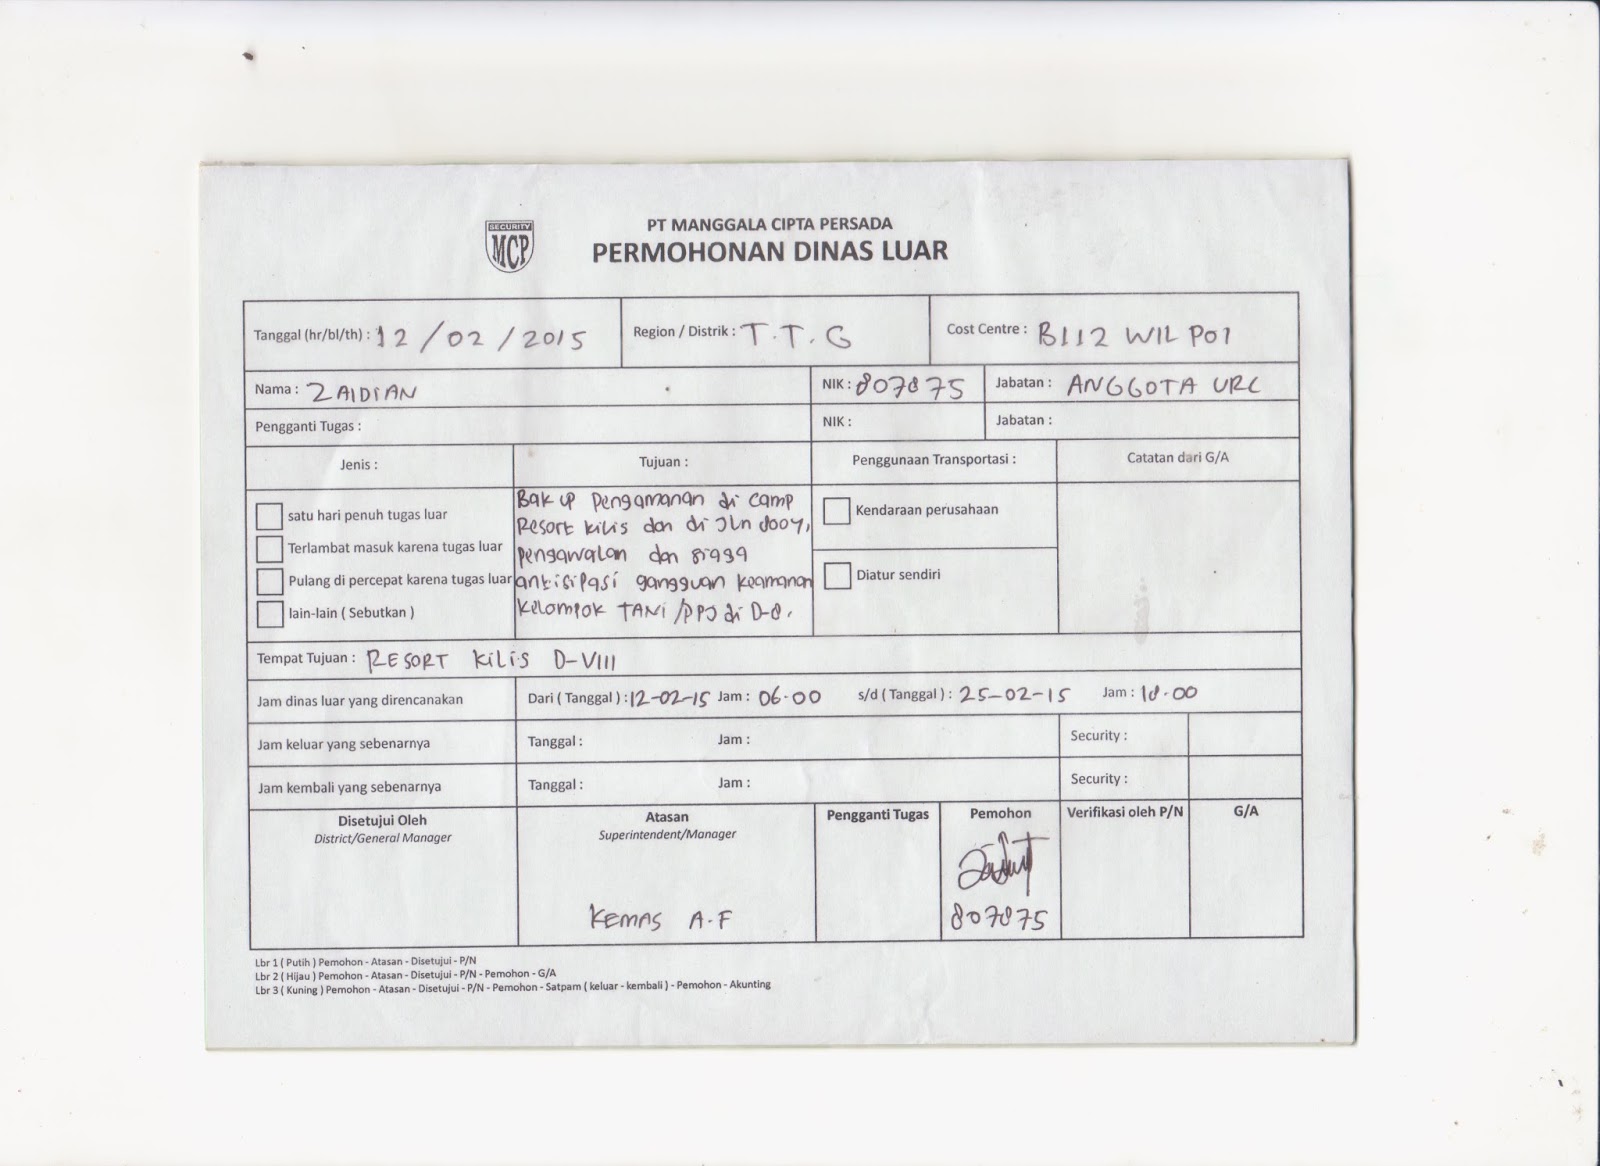 SECURITY
MCP
PT MANGGALA CIPTA PERSADA
PERMOHONAN DINAS LUAR
Tanggal (hr/bl/th) : 12/02/2015 Region / Distrik : T.T.G Cost Centre : B112 WIL P01
Nama : ZAIDIAN NIK : 807875 Jabatan : ANGGOTA URC
Pengganti Tugas : NIK : Jabatan :
Jenis : Tujuan : Penggunaan Transportasi : Catatan dari G/A
satu hari penuh tugas luar
Terlambat masuk karena tugas luar
Pulang di percepat karena tugas luar
lain-lain ( Sebutkan )
Bak up Pengamanan di camp
Resort kilis dan di Jln 8004,
pengawalan dan siaga
antisipasi gangguan keamanan
kelompok TANI /PPJ di D-8.
Kendaraan perusahaan
Diatur sendiri
Tempat Tujuan : RESORT KILIS D-VIII
Jam dinas luar yang direncanakan Dari ( Tanggal ) : 12-02-15 Jam : 06.00 s/d ( Tanggal ) : 25-02-15 Jam : 18.00
Jam keluar yang sebenarnya Tanggal : Jam : Security :
Jam kembali yang sebenarnya Tanggal : Jam : Security :
Disetujui Oleh Atasan Pengganti Tugas Pemohon Verifikasi oleh P/N G/A
District/General Manager Superintendent/Manager
KEMAS A.F 807875
Lbr 1 ( Putih ) Pemohon - Atasan - Disetujui - P/N
Lbr 2 ( Hijau ) Pemohon - Atasan - Disetujui - P/N - Pemohon - G/A
Lbr 3 ( Kuning ) Pemohon - Atasan - Disetujui - P/N - Pemohon - Satpam ( keluar - kembali ) - Pemohon - Akunting